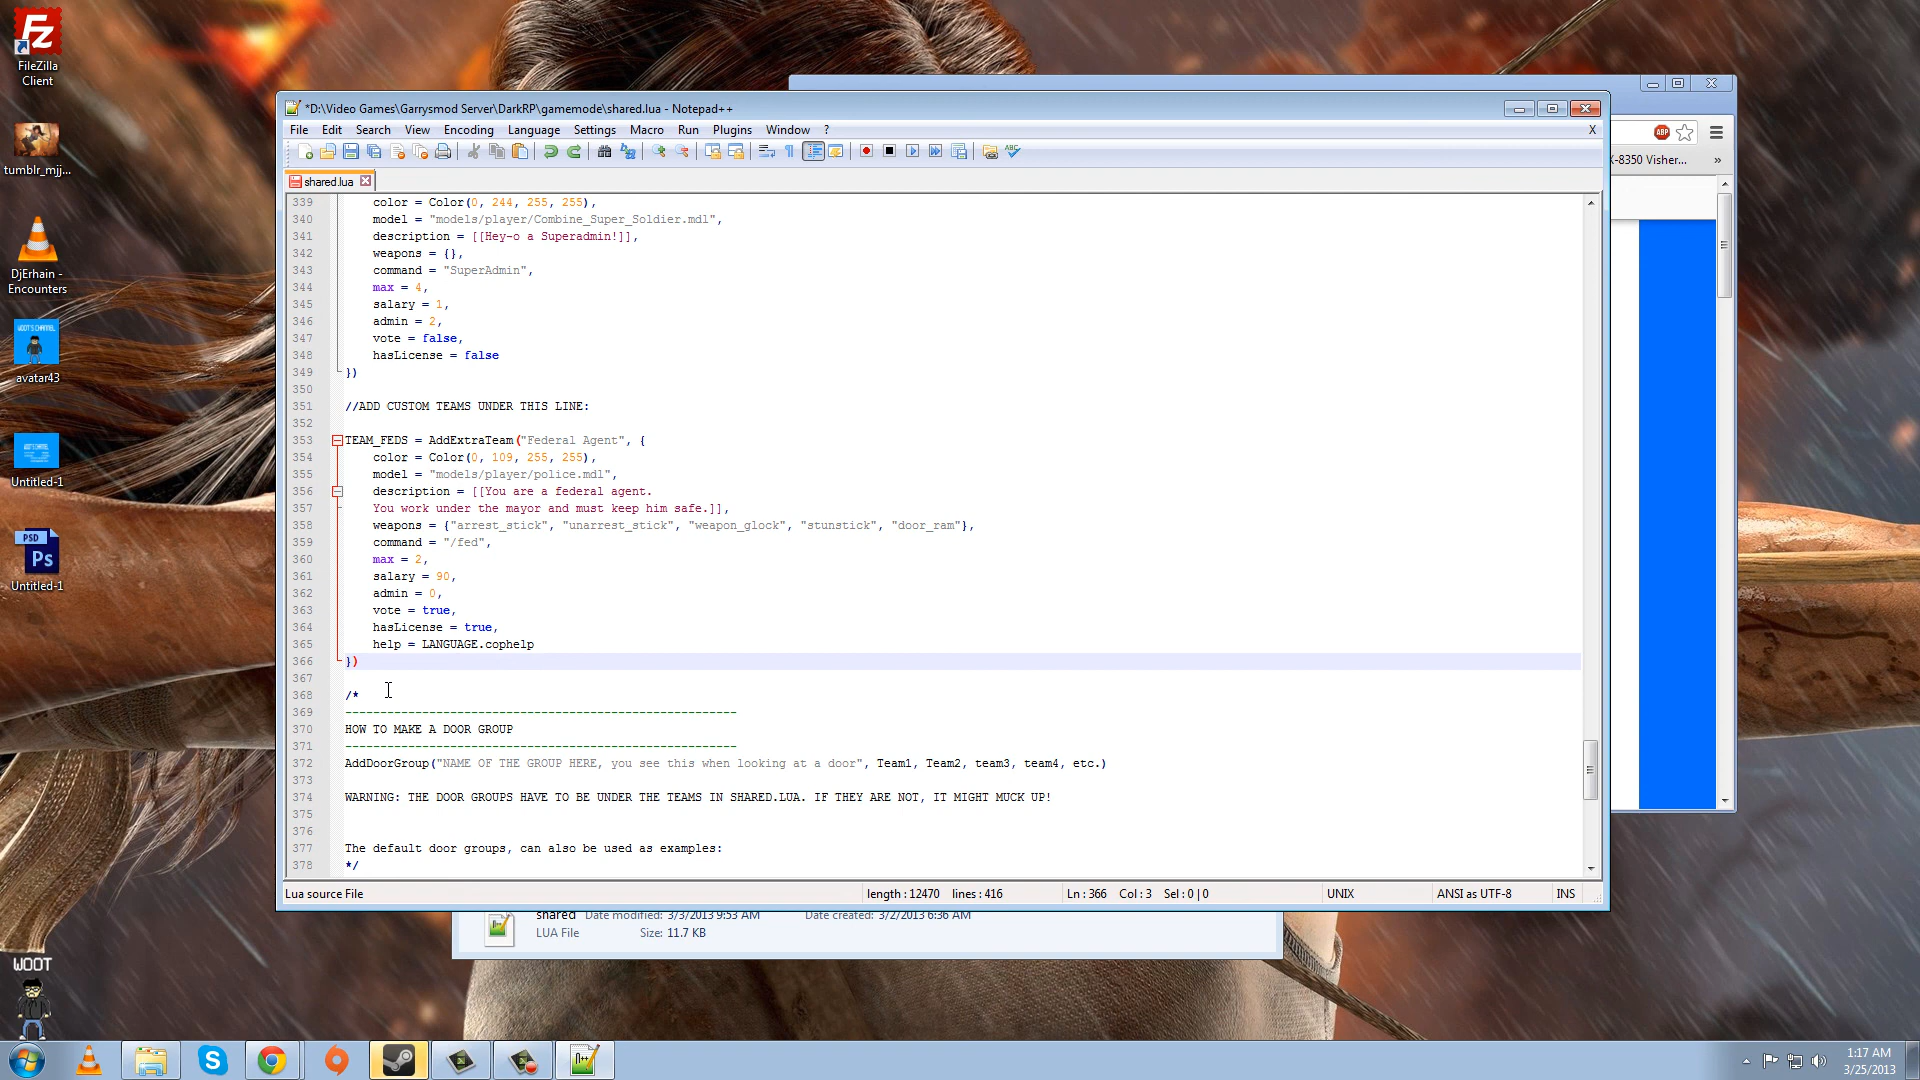 FileZilla
Client
tumblr_mjj...
DjErhain -
Encounters
WOOT'S CHANNEL
avatar43
Untitled-1
PSD
Ps
Untitled-1
WOOT
*D:\Video Games\Garrysmod Server\DarkRP\gamemode\shared.lua - Notepad++
File Edit Search View Encoding Language Settings Macro Run Plugins Window ? X
shared.lua
339 color = Color(0, 244, 255, 255),
340 model = "models/player/Combine_Super_Soldier.mdl",
341 description = [[Hey-o a Superadmin!]],
342 weapons = {},
343 command = "SuperAdmin",
344 max = 4,
345 salary = 1,
346 admin = 2,
347 vote = false,
348 hasLicense = false
349 })
350
351 //ADD CUSTOM TEAMS UNDER THIS LINE:
352
353 TEAM_FEDS = AddExtraTeam("Federal Agent", {
354 color = Color(0, 109, 255, 255),
355 model = "models/player/police.mdl",
356 description = [[You are a federal agent.
357 You work under the mayor and must keep him safe.]],
358 weapons = {"arrest_stick", "unarrest_stick", "weapon_glock", "stunstick", "door_ram"},
359 command = "/fed",
360 max = 2,
361 salary = 90,
362 admin = 0,
363 vote = true,
364 hasLicense = true,
365 help = LANGUAGE.cophelp
366 })
367
368 /*
369 --------------------------------------------------------
370 HOW TO MAKE A DOOR GROUP
371 --------------------------------------------------------
372 AddDoorGroup("NAME OF THE GROUP HERE, you see this when looking at a door", Team1, Team2, team3, team4, etc.)
373
374 WARNING: THE DOOR GROUPS HAVE TO BE UNDER THE TEAMS IN SHARED.LUA. IF THEY ARE NOT, IT MIGHT MUCK UP!
375
376
377 The default door groups, can also be used as examples:
378 */
Lua source File length : 12470 lines : 416 Ln : 366 Col : 3 Sel : 0 | 0 UNIX ANSI as UTF-8 INS
ABP
X-8350 Visher... »
shared Date modified: 3/3/2013 9:53 AM Date created: 3/2/2013 6:36 AM
LUA File Size: 11.7 KB
1:17 AM
3/25/2013